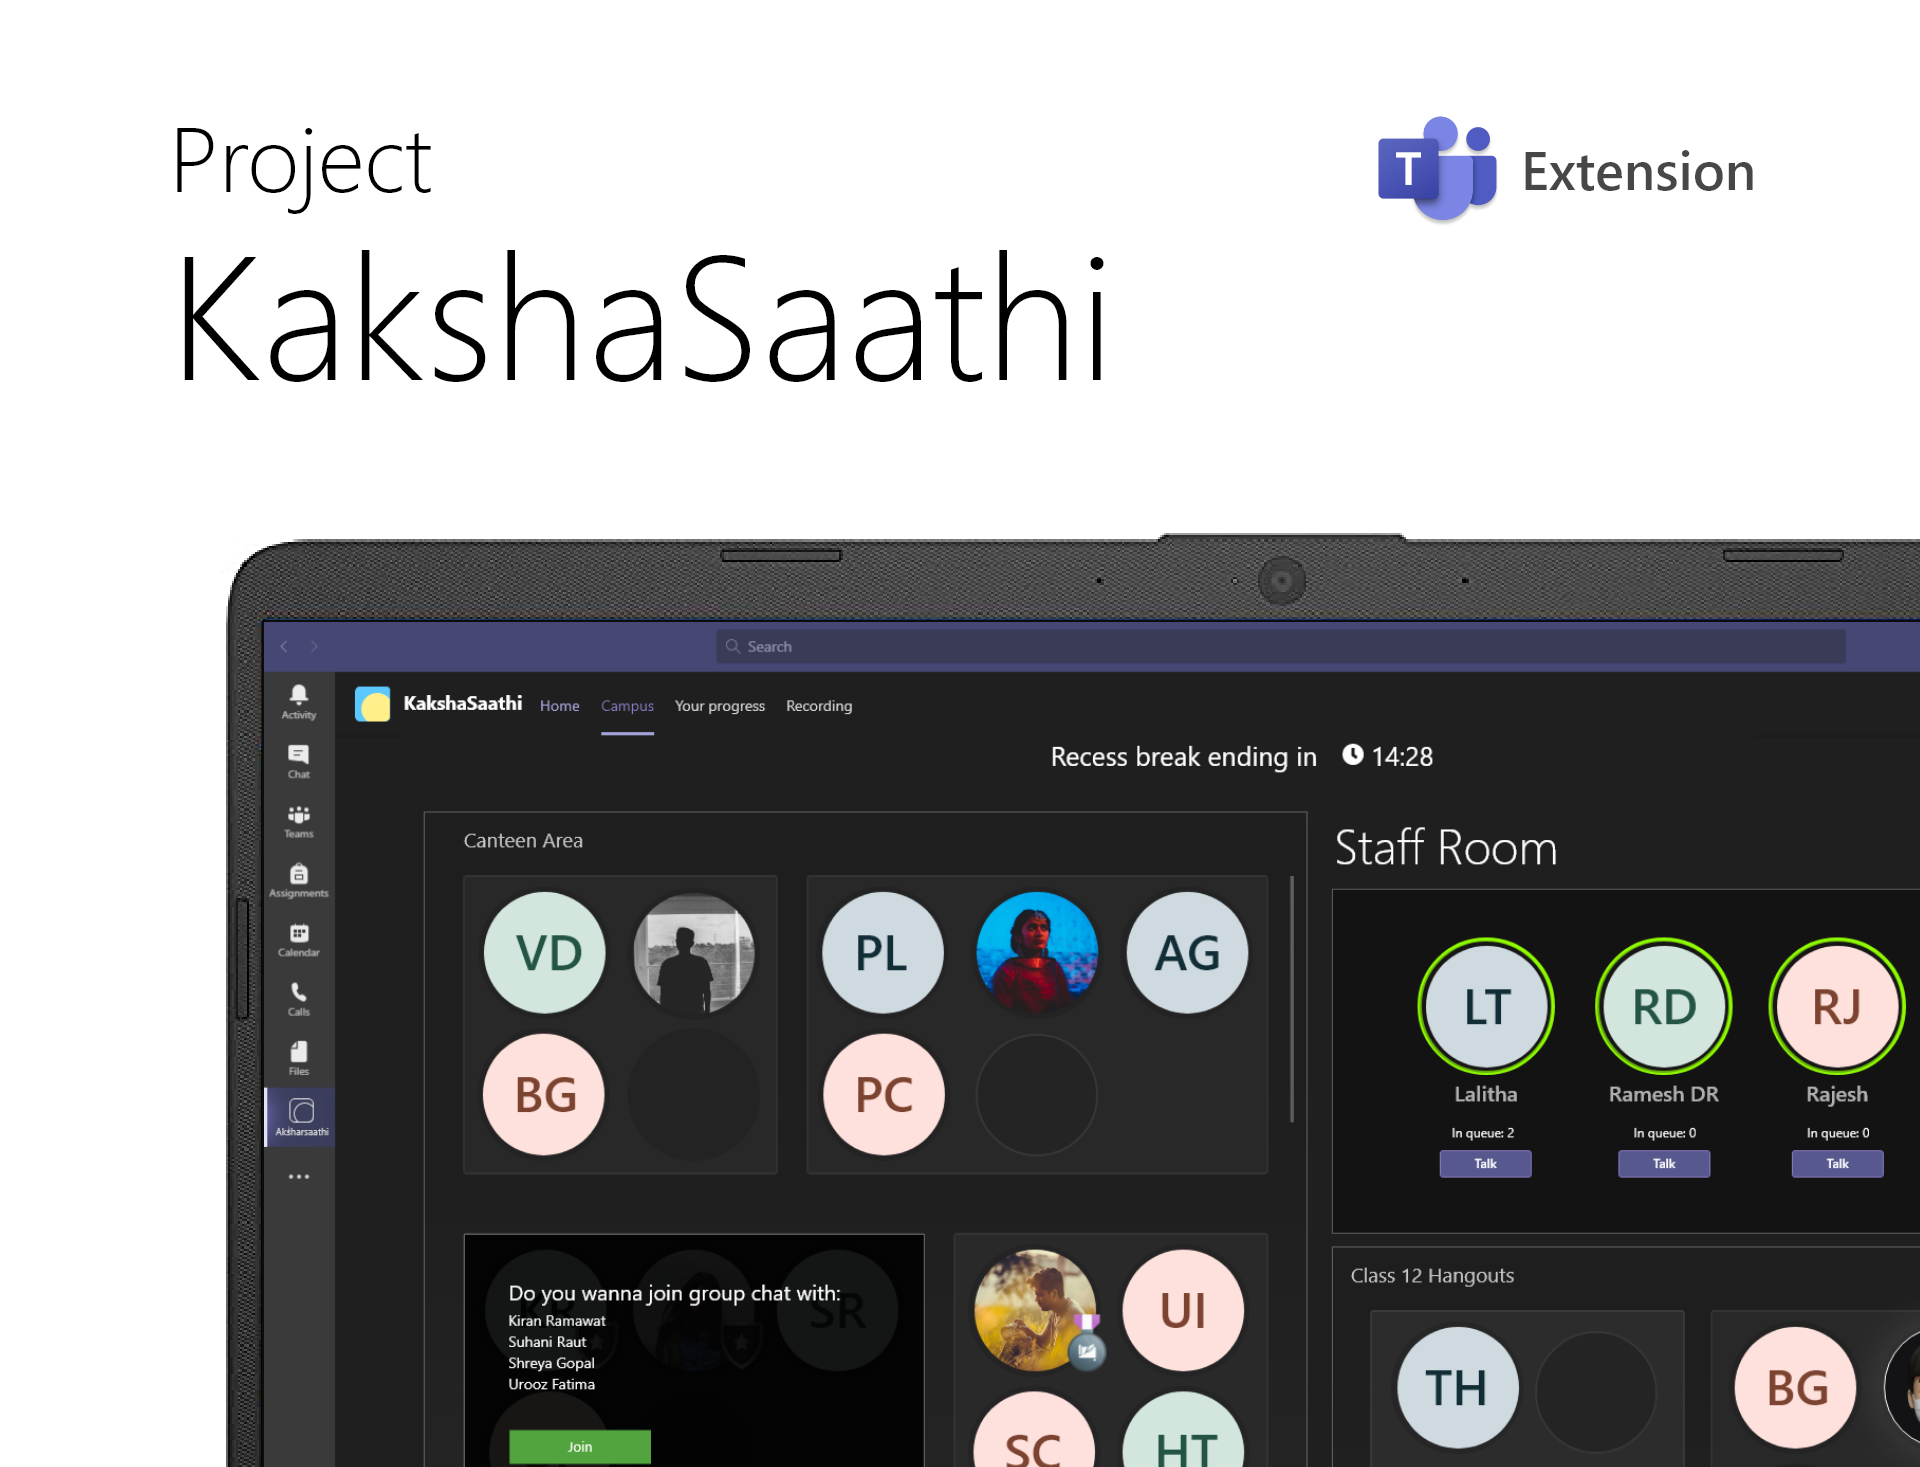 Project
KakshaSaathi
T Extension
Search
KakshaSaathi Home Campus Your progress Recording
Recess break ending in 14:28
Activity
Chat
Teams
Assignments
Calendar
Calls
Files
Aksharsaathi
Canteen Area
VD
PL AG
BG
PC
Staff Room
LT RD RJ
Lalitha Ramesh DR Rajesh
In queue: 2 In queue: 0 In queue: 0
Talk Talk Talk
Do you wanna join group chat with:
Kiran Ramawat
Suhani Raut
Shreya Gopal
Urooz Fatima
Join
SR
UI
SC HT
Class 12 Hangouts
TH BG